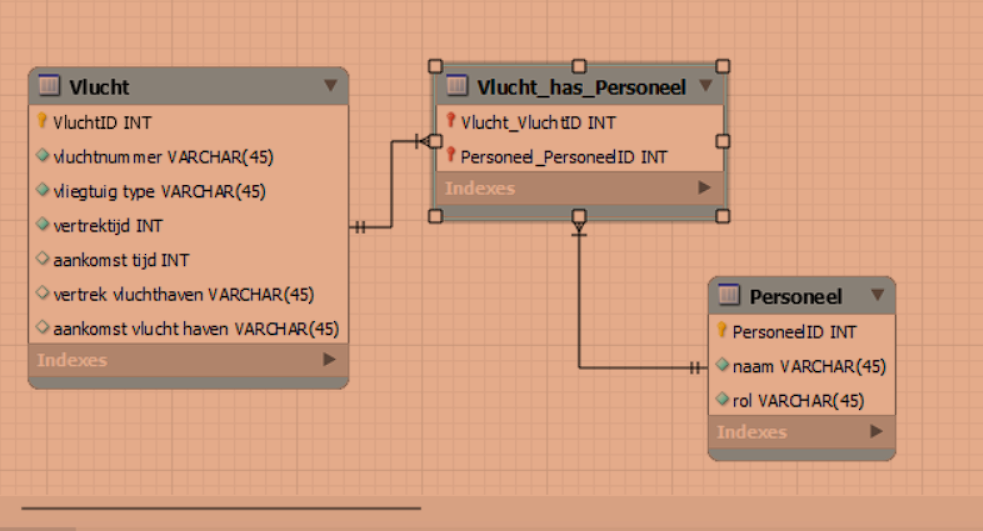 Vlucht
VluchtID INT
vluchtnummer VARCHAR(45)
vliegtuig type VARCHAR(45)
vertrektijd INT
aankomst tijd INT
vertrek vluchthaven VARCHAR(45)
aankomst vlucht haven VARCHAR(45)
Indexes
Vlucht_has_Personeel
Vlucht_VluchtID INT
Personeel_PersoneelID INT
Indexes
Personeel
PersoneelID INT
naam VARCHAR(45)
rol VARCHAR(45)
Indexes